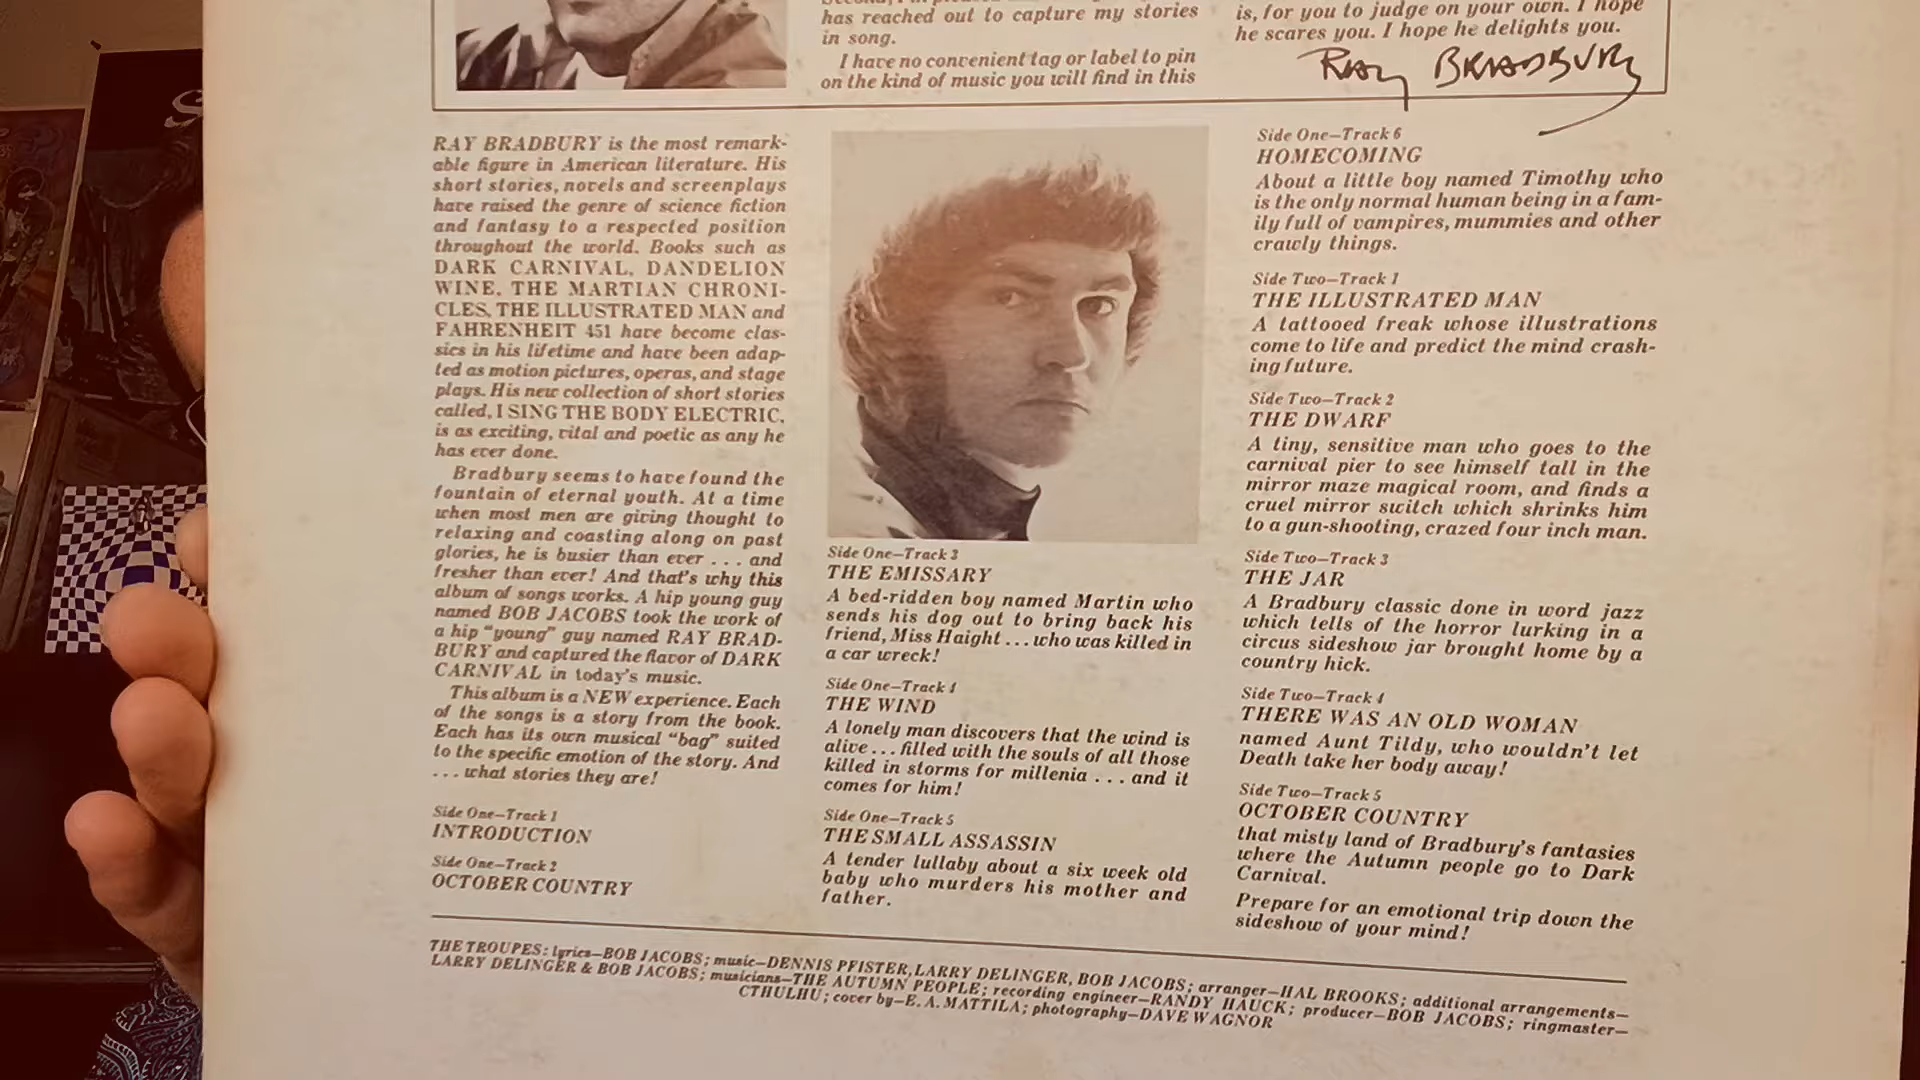 has reached out to capture my stories
in song.
I have no convenient tag or label to pin
on the kind of music you will find in this
is, for you to judge on your own. I hope
he scares you. I hope he delights you.
RAY BRADBURY
RAY BRADBURY is the most remark-
able figure in American literature. His
short stories, novels and screenplays
have raised the genre of science fiction
and fantasy to a respected position
throughout the world. Books such as
DARK CARNIVAL, DANDELION
WINE, THE MARTIAN CHRONI-
CLES, THE ILLUSTRATED MAN and
FAHRENHEIT 451 have become clas-
sics in his lifetime and have been adap-
ted as motion pictures, operas, and stage
plays. His new collection of short stories
called, I SING THE BODY ELECTRIC,
is as exciting, vital and poetic as any he
has ever done.
Bradbury seems to have found the
fountain of eternal youth. At a time
when most men are giving thought to
relaxing and coasting along on past
glories, he is busier than ever . . . and
fresher than ever! And that's why this
album of songs works. A hip young guy
named BOB JACOBS took the work of
a hip "young" guy named RAY BRAD-
BURY and captured the flavor of DARK
CARNIVAL in today's music.
This album is a NEW experience. Each
of the songs is a story from the book.
Each has its own musical "bag" suited
to the specific emotion of the story. And
. . . what stories they are!
Side One—Track 1
INTRODUCTION
Side One—Track 2
OCTOBER COUNTRY
Side One—Track 3
THE EMISSARY
A bed-ridden boy named Martin who
sends his dog out to bring back his
friend, Miss Haight . . . who was killed in
a car wreck!
Side One—Track 4
THE WIND
A lonely man discovers that the wind is
alive . . . filled with the souls of all those
killed in storms for millenia . . . and it
comes for him!
Side One—Track 5
THE SMALL ASSASSIN
A tender lullaby about a six week old
baby who murders his mother and
father.
Side One—Track 6
HOMECOMING
About a little boy named Timothy who
is the only normal human being in a fam-
ily full of vampires, mummies and other
crawly things.
Side Two—Track 1
THE ILLUSTRATED MAN
A tattooed freak whose illustrations
come to life and predict the mind crash-
ing future.
Side Two—Track 2
THE DWARF
A tiny, sensitive man who goes to the
carnival pier to see himself tall in the
mirror maze magical room, and finds a
cruel mirror switch which shrinks him
to a gun-shooting, crazed four inch man.
Side Two—Track 3
THE JAR
A Bradbury classic done in word jazz
which tells of the horror lurking in a
circus sideshow jar brought home by a
country hick.
Side Two—Track 4
THERE WAS AN OLD WOMAN
named Aunt Tildy, who wouldn't let
Death take her body away!
Side Two—Track 5
OCTOBER COUNTRY
that misty land of Bradbury's fantasies
where the Autumn people go to Dark
Carnival.
Prepare for an emotional trip down the
sideshow of your mind!
THE TROUPES: lyrics—BOB JACOBS; music—DENNIS PFISTER, LARRY DELINGER, BOB JACOBS; arranger—HAL BROOKS; additional arrangements—
LARRY DELINGER & BOB JACOBS; musicians—THE AUTUMN PEOPLE; recording engineer—RANDY HAUCK; producer—BOB JACOBS; ringmaster—
CTHULHU; cover by—E. A. MATTILA; photography—DAVE WAGNOR